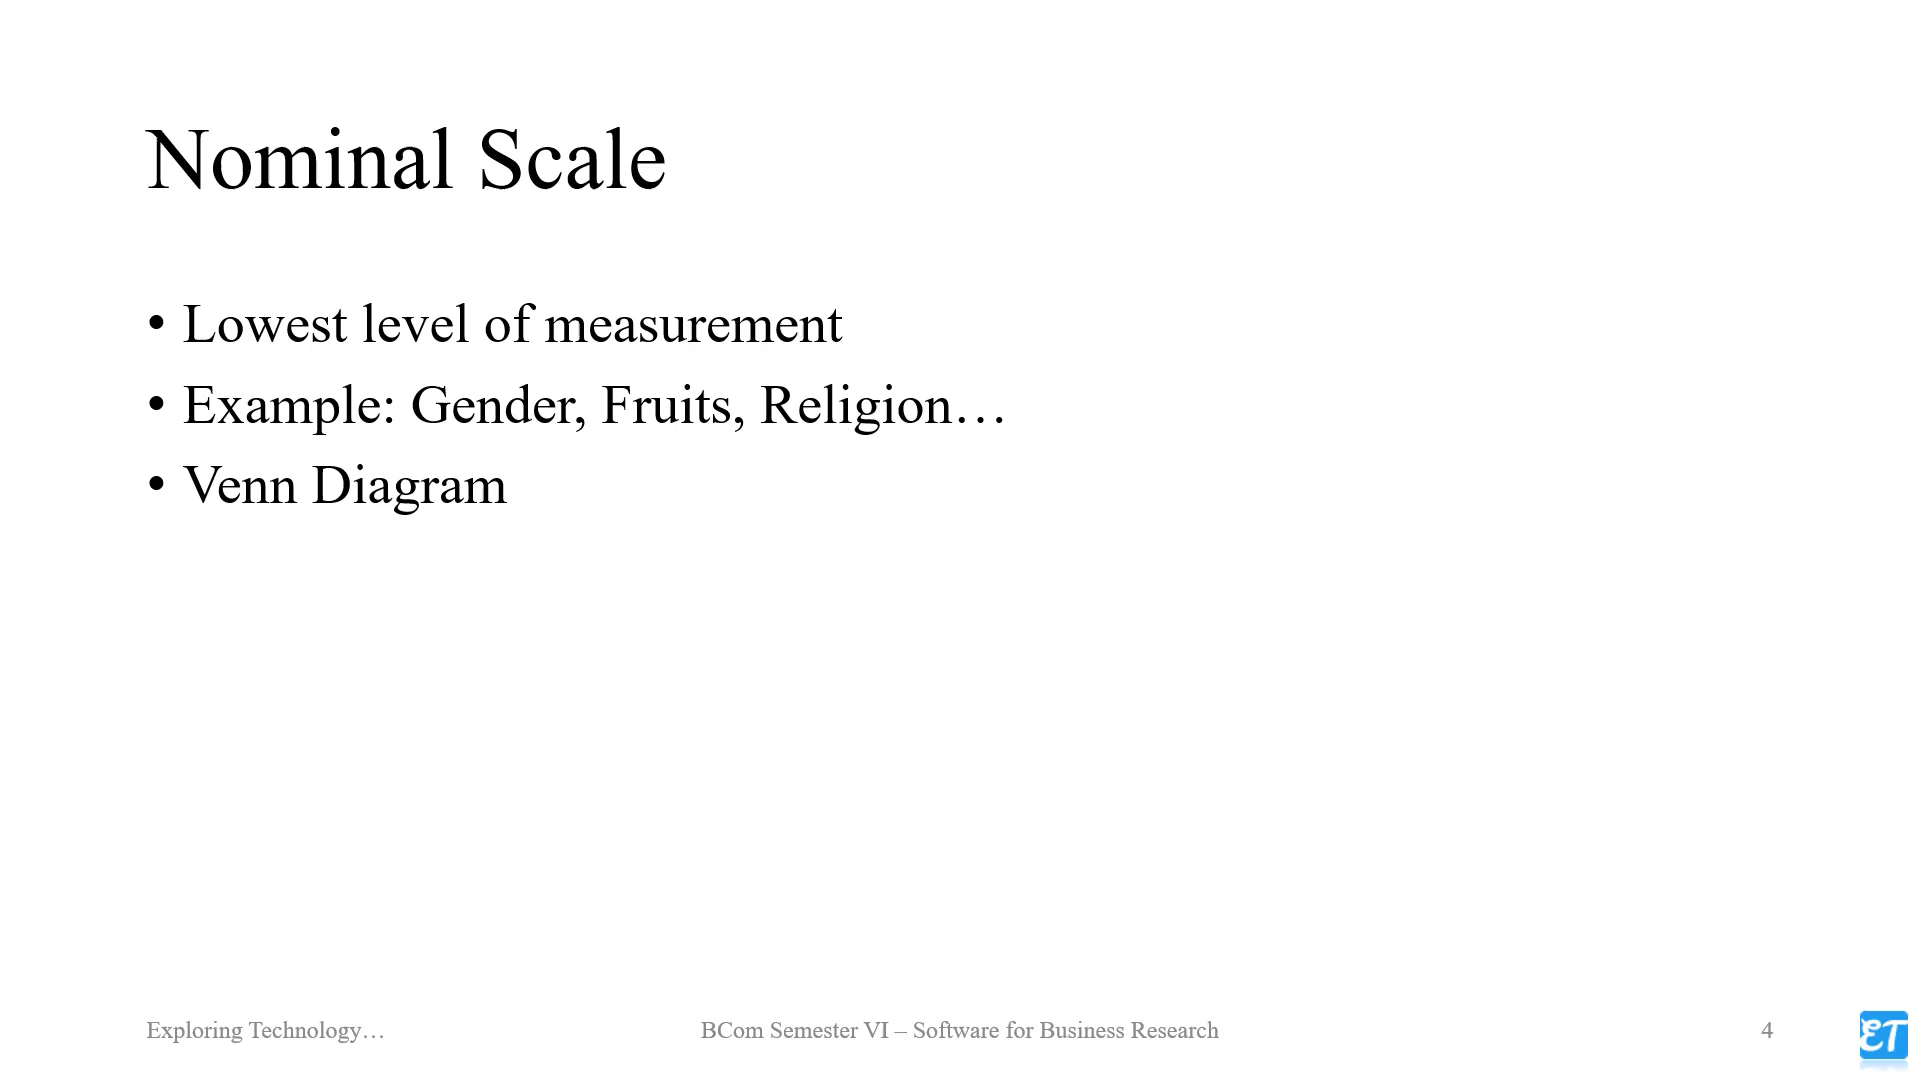 Nominal Scale
• Lowest level of measurement
• Example: Gender, Fruits, Religion…
• Venn Diagram
Exploring Technology…
BCom Semester VI – Software for Business Research
4
ET